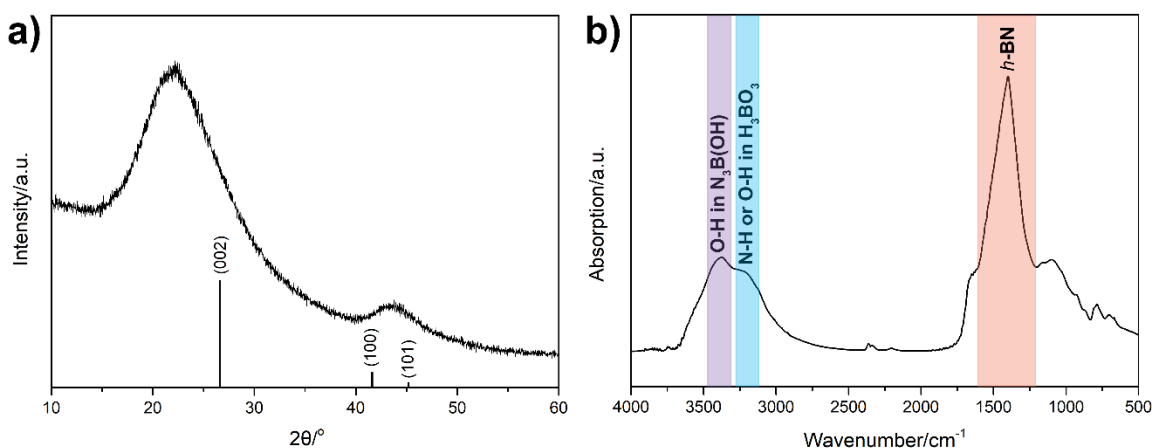 a)
Intensity/a.u.
(002)
(100)
(101)
10
20
30
40
50
60
2θ/°
b)
Absorption/a.u.
O-H in N₃B(OH)
N-H or O-H in H₃BO₃
h-BN
4000
3500
3000
2500
2000
1500
1000
500
Wavenumber/cm⁻¹